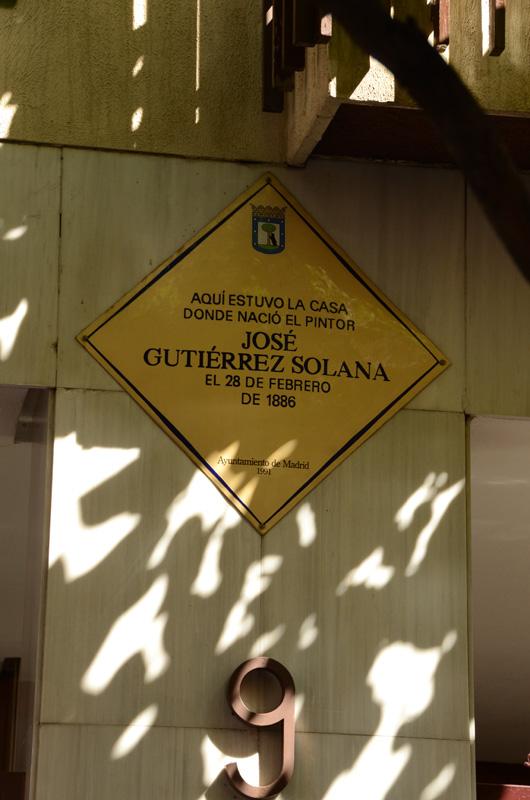 AQUÍ ESTUVO LA CASA
DONDE NACIÓ EL PINTOR
JOSÉ
GUTIÉRREZ SOLANA
EL 28 DE FEBRERO
DE 1886
Ayuntamiento de Madrid
1991
9